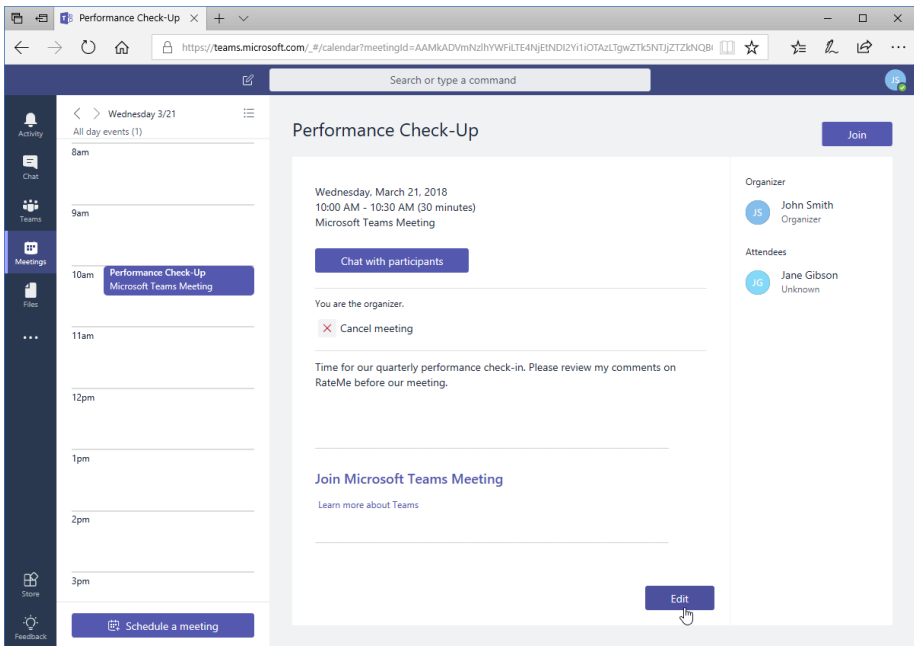 Performance Check-Up
https://teams.microsoft.com/_#/calendar?meetingId=AAMkADVmNzlhYWFiLTE4NjEtNDI2Yi1iOTAzLTgwZTk5NTJjZTZkNQB
Search or type a command
JS
Activity
Chat
Teams
Meetings
Files
Store
Feedback
Wednesday 3/21
All day events (1)
8am
9am
10am
Performance Check-Up
Microsoft Teams Meeting
11am
12pm
1pm
2pm
3pm
Schedule a meeting
Performance Check-Up
Join
Wednesday, March 21, 2018
10:00 AM - 10:30 AM (30 minutes)
Microsoft Teams Meeting
Chat with participants
You are the organizer.
Cancel meeting
Time for our quarterly performance check-in. Please review my comments on
RateMe before our meeting.
Join Microsoft Teams Meeting
Learn more about Teams
Edit
Organizer
JS
John Smith
Organizer
Attendees
JG
Jane Gibson
Unknown